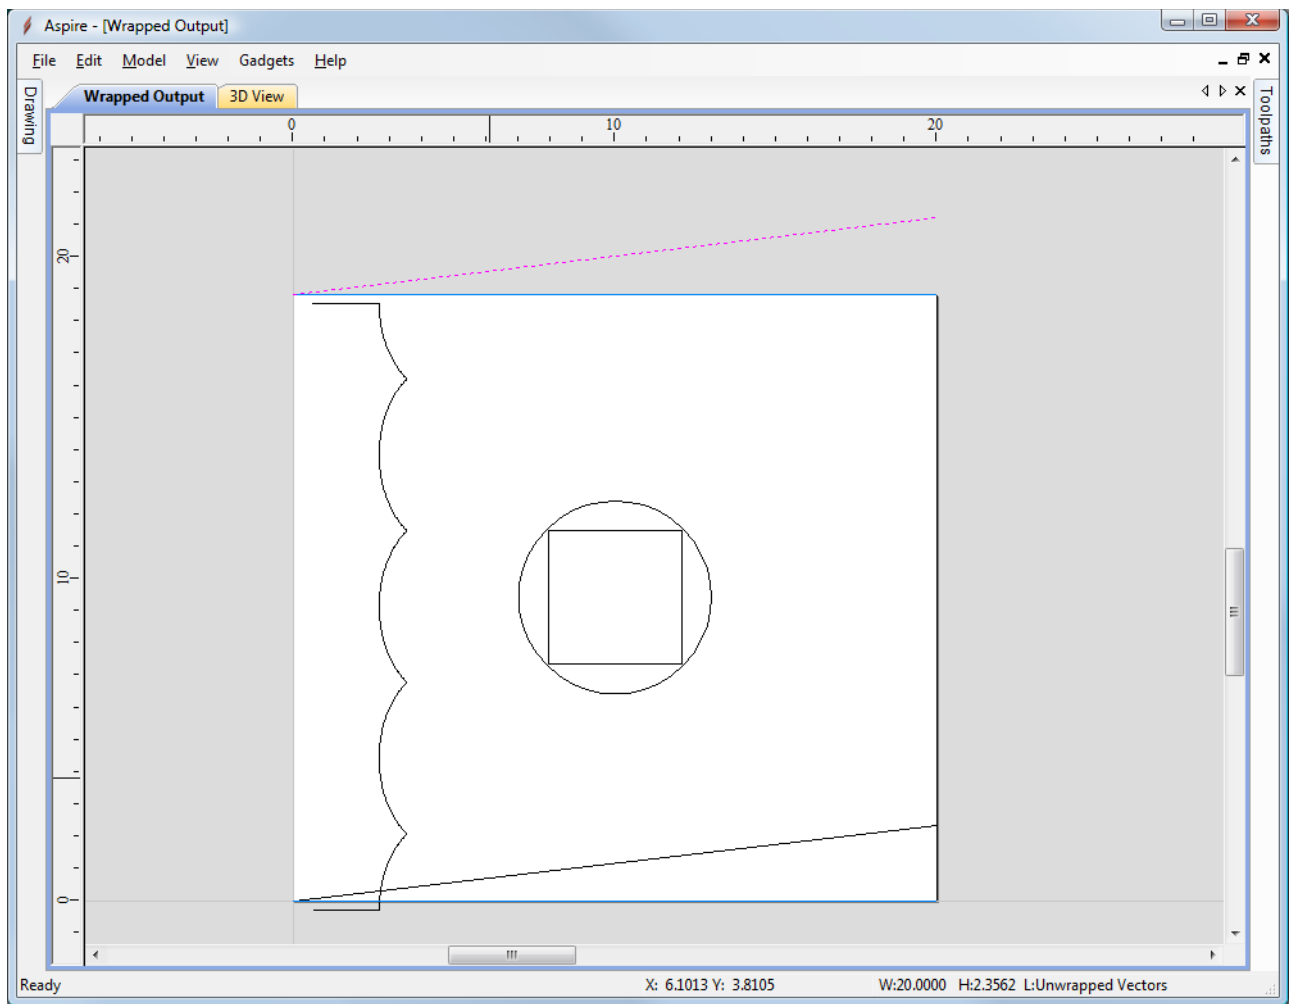 Aspire - [Wrapped Output]
File Edit Model View Gadgets Help
Drawing
Wrapped Output 3D View
Toolpaths
0 10 20
20
10
0
Ready X: 6.1013 Y: 3.8105 W:20.0000 H:2.3562 L:Unwrapped Vectors